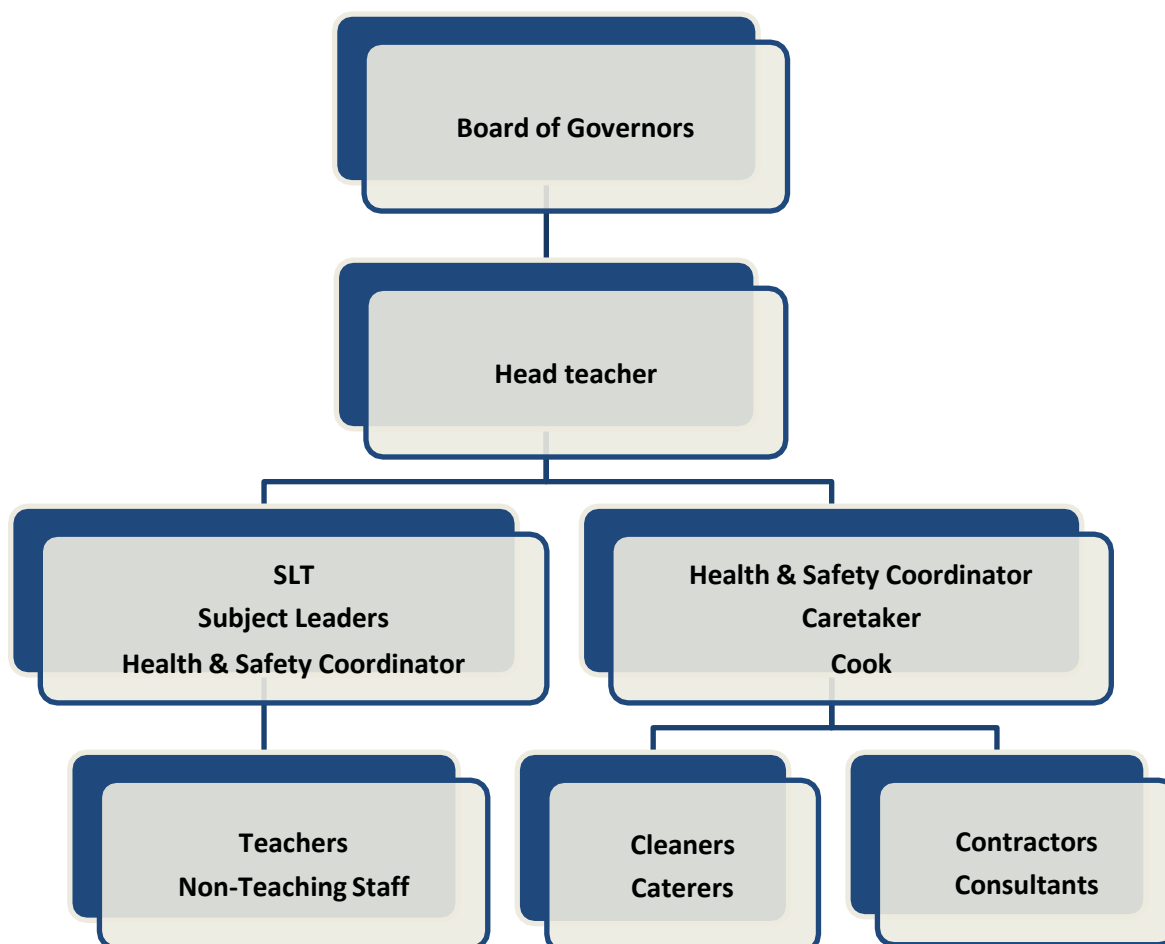 Board of Governors
Head teacher
SLT
Subject Leaders
Health & Safety Coordinator
Health & Safety Coordinator
Caretaker
Cook
Teachers
Non-Teaching Staff
Cleaners
Caterers
Contractors
Consultants